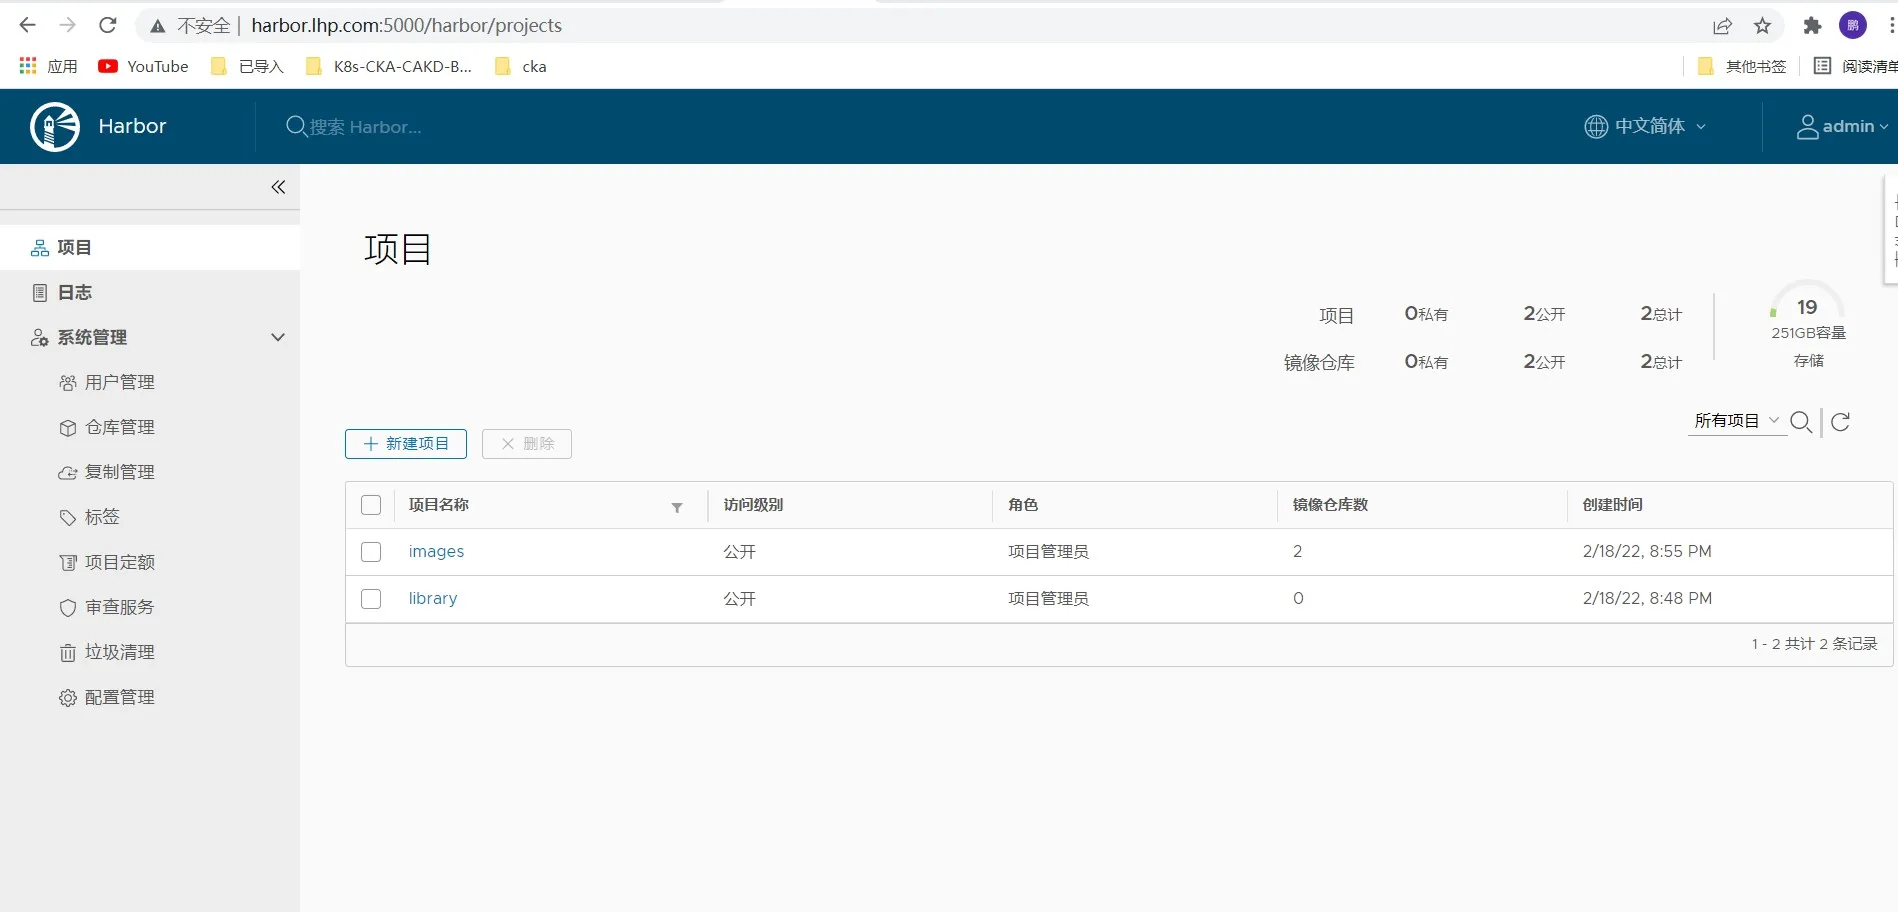 不安全 | harbor.lhp.com:5000/harbor/projects
鹏
应用 YouTube 已导入 K8s-CKA-CAKD-B... cka 其他书签 阅读清单
Harbor 搜索 Harbor... 中文简体 admin
项目
日志
系统管理
用户管理
仓库管理
复制管理
标签
项目定额
审查服务
垃圾清理
配置管理
项目
项目 0私有 2公开 2总计
镜像仓库 0私有 2公开 2总计
19
251GB容量
存储
所有项目
新建项目 删除
项目名称 访问级别 角色 镜像仓库数 创建时间
images 公开 项目管理员 2 2/18/22, 8:55 PM
library 公开 项目管理员 0 2/18/22, 8:48 PM
1 - 2 共计 2 条记录